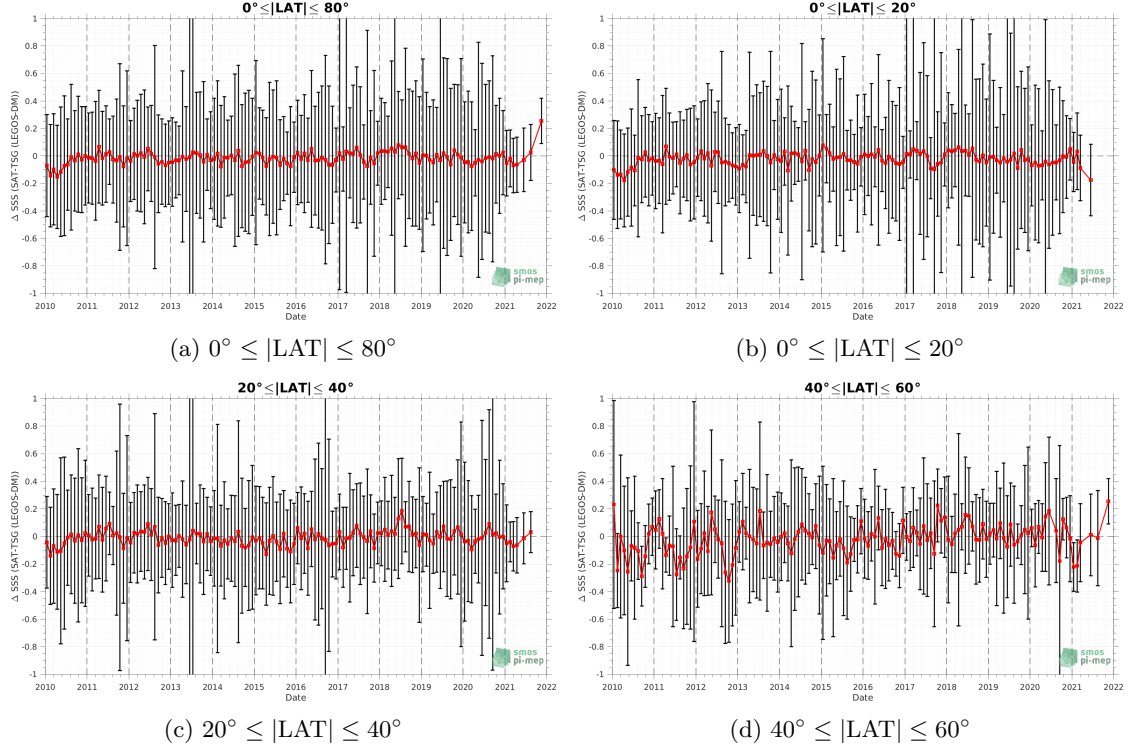 0°≤|LAT|≤ 80°
Δ SSS (SAT-TSG (LEGOS-DM))
1
0.8
0.6
0.4
0.2
0
-0.2
-0.4
-0.6
-0.8
-1
2010 2011 2012 2013 2014 2015 2016 2017 2018 2019 2020 2021 2022
Date
smos
pi-mep
(a) 0° ≤ |LAT| ≤ 80°
0°≤|LAT|≤ 20°
Δ SSS (SAT-TSG (LEGOS-DM))
1
0.8
0.6
0.4
0.2
0
-0.2
-0.4
-0.6
-0.8
-1
2010 2011 2012 2013 2014 2015 2016 2017 2018 2019 2020 2021 2022
Date
smos
pi-mep
(b) 0° ≤ |LAT| ≤ 20°
20°≤|LAT|≤ 40°
Δ SSS (SAT-TSG (LEGOS-DM))
1
0.8
0.6
0.4
0.2
0
-0.2
-0.4
-0.6
-0.8
-1
2010 2011 2012 2013 2014 2015 2016 2017 2018 2019 2020 2021 2022
Date
smos
pi-mep
(c) 20° ≤ |LAT| ≤ 40°
40°≤|LAT|≤ 60°
Δ SSS (SAT-TSG (LEGOS-DM))
1
0.8
0.6
0.4
0.2
0
-0.2
-0.4
-0.6
-0.8
-1
2010 2011 2012 2013 2014 2015 2016 2017 2018 2019 2020 2021 2022
Date
smos
pi-mep
(d) 40° ≤ |LAT| ≤ 60°